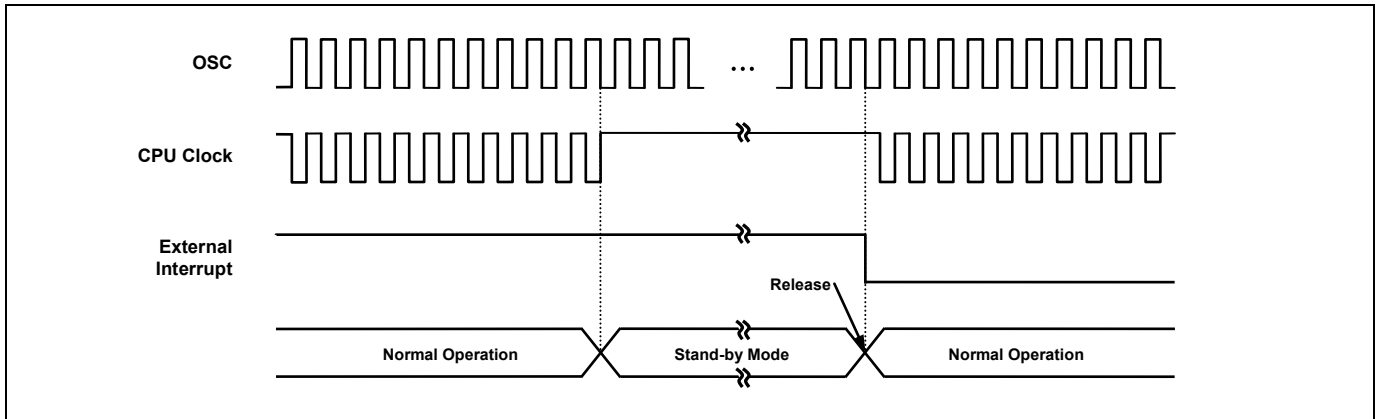 OSC
...
CPU Clock
External
Interrupt
Release
Normal Operation
Stand-by Mode
Normal Operation